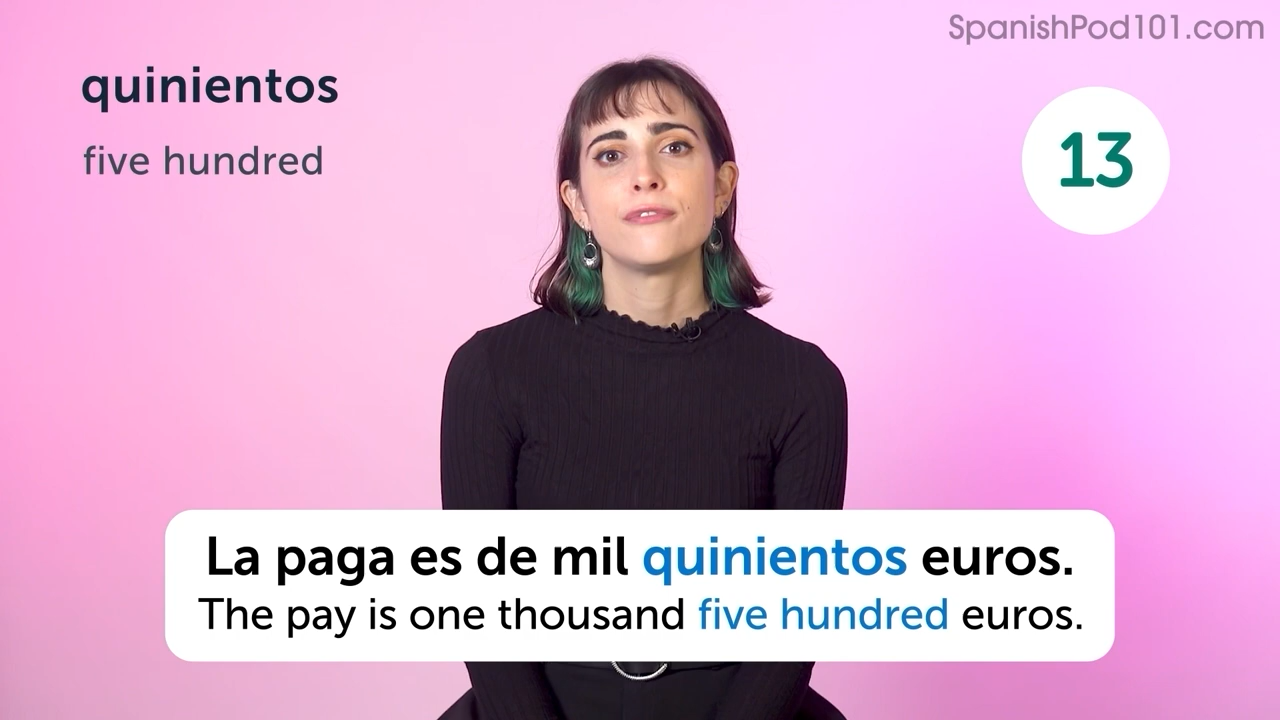 SpanishPod101.com
quinientos
five hundred
13
La paga es de mil quinientos euros.
The pay is one thousand five hundred euros.